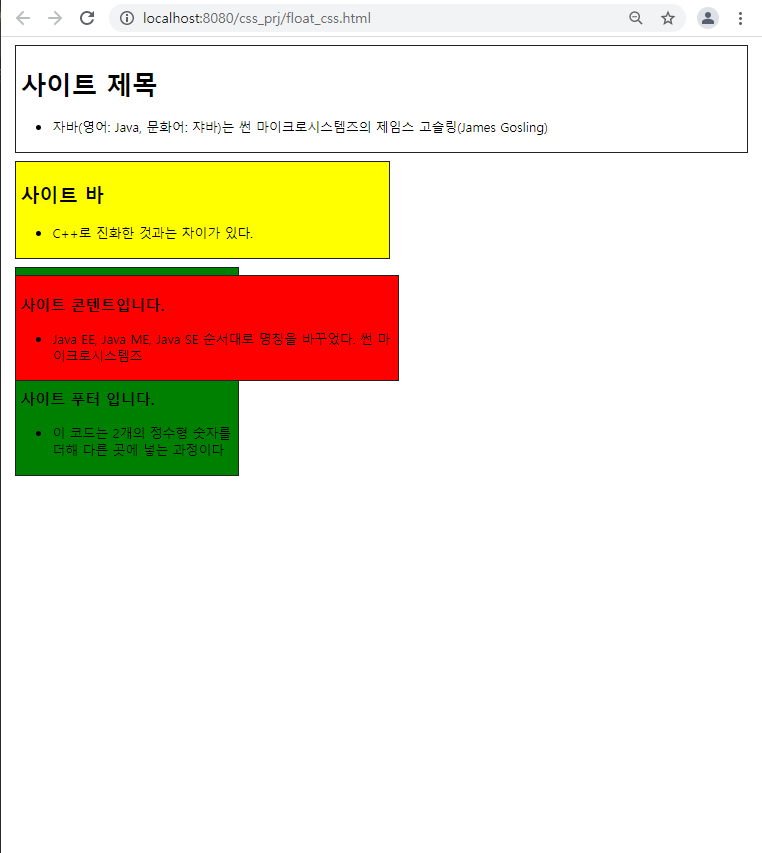 localhost:8080/css_prj/float_css.html
사이트 제목
자바(영어: Java, 문화어: 쟈바)는 썬 마이크로시스템즈의 제임스 고슬링(James Gosling)
사이트 바
C++로 진화한 것과는 차이가 있다.
사이트 콘텐트입니다.
Java EE, Java ME, Java SE 순서대로 명칭을 바꾸었다. 썬 마
이크로시스템즈
사이트 푸터 입니다.
이 코드는 2개의 정수형 숫자를
더해 다른 곳에 넣는 과정이다